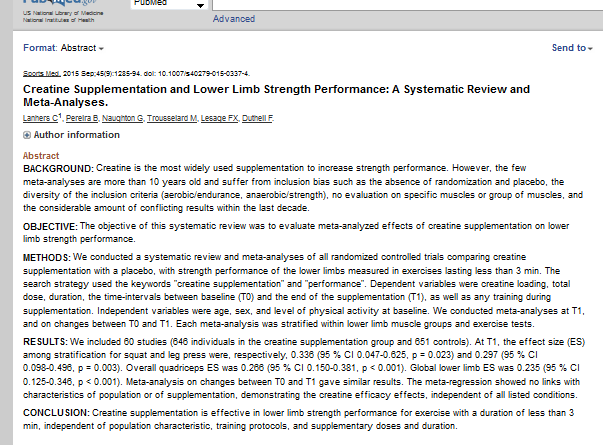 PubMed
US National Library of Medicine
National Institutes of Health
Advanced
Format: Abstract
Send to
Sports Med. 2015 Sep;45(9):1285-94. doi: 10.1007/s40279-015-0337-4.
Creatine Supplementation and Lower Limb Strength Performance: A Systematic Review and
Meta-Analyses.
Lanhers C1, Pereira B, Naughton G, Trousselard M, Lesage FX, Dutheil F.
Author information
Abstract
BACKGROUND: Creatine is the most widely used supplementation to increase strength performance. However, the few
meta-analyses are more than 10 years old and suffer from inclusion bias such as the absence of randomization and placebo, the
diversity of the inclusion criteria (aerobic/endurance, anaerobic/strength), no evaluation on specific muscles or group of muscles, and
the considerable amount of conflicting results within the last decade.
OBJECTIVE: The objective of this systematic review was to evaluate meta-analyzed effects of creatine supplementation on lower
limb strength performance.
METHODS: We conducted a systematic review and meta-analyses of all randomized controlled trials comparing creatine
supplementation with a placebo, with strength performance of the lower limbs measured in exercises lasting less than 3 min. The
search strategy used the keywords "creatine supplementation" and "performance". Dependent variables were creatine loading, total
dose, duration, the time-intervals between baseline (T0) and the end of the supplementation (T1), as well as any training during
supplementation. Independent variables were age, sex, and level of physical activity at baseline. We conducted meta-analyses at T1,
and on changes between T0 and T1. Each meta-analysis was stratified within lower limb muscle groups and exercise tests.
RESULTS: We included 60 studies (646 individuals in the creatine supplementation group and 651 controls). At T1, the effect size (ES)
among stratification for squat and leg press were, respectively, 0.336 (95 % CI 0.047-0.625, p = 0.023) and 0.297 (95 % CI
0.098-0.496, p = 0.003). Overall quadriceps ES was 0.266 (95 % CI 0.150-0.381, p < 0.001). Global lower limb ES was 0.235 (95 % CI
0.125-0.346, p < 0.001). Meta-analysis on changes between T0 and T1 gave similar results. The meta-regression showed no links with
characteristics of population or of supplementation, demonstrating the creatine efficacy effects, independent of all listed conditions.
CONCLUSION: Creatine supplementation is effective in lower limb strength performance for exercise with a duration of less than 3
min, independent of population characteristic, training protocols, and supplementary doses and duration.